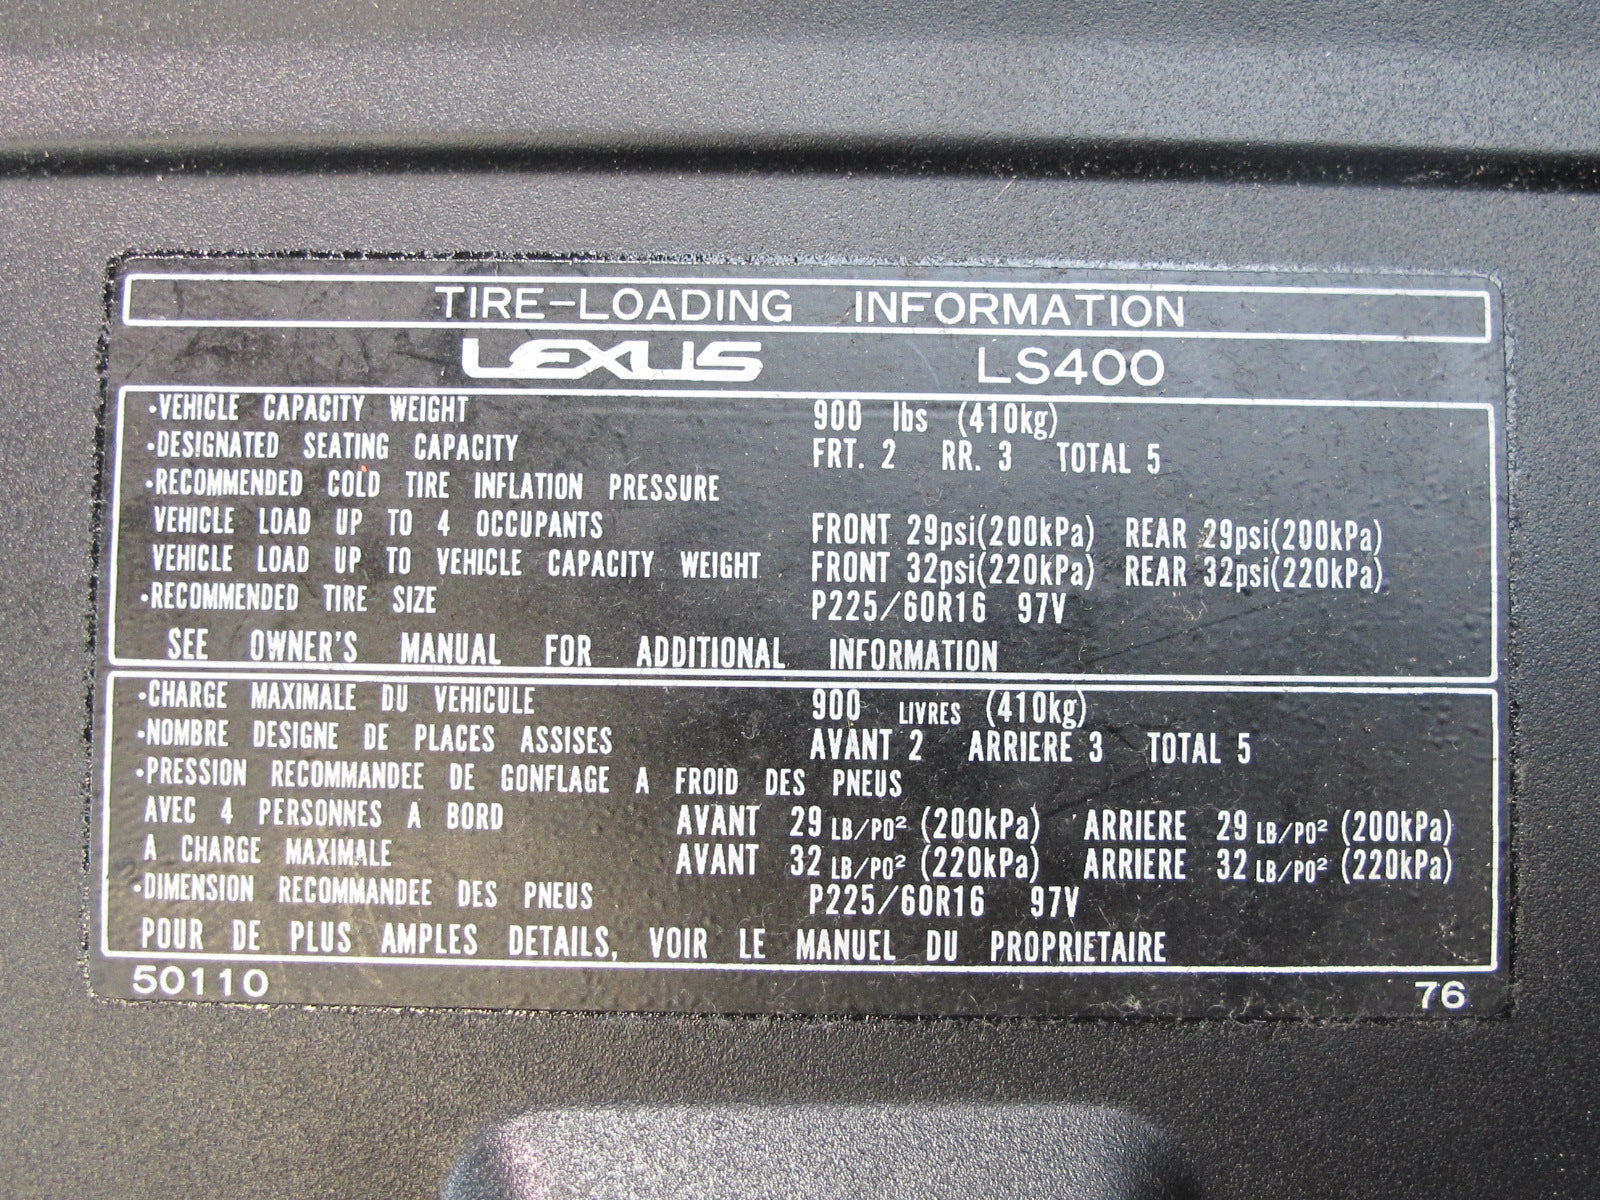 TIRE-LOADING INFORMATION
LEXUS LS400
·VEHICLE CAPACITY WEIGHT 900 lbs (410kg)
·DESIGNATED SEATING CAPACITY FRT. 2 RR. 3 TOTAL 5
·RECOMMENDED COLD TIRE INFLATION PRESSURE
VEHICLE LOAD UP TO 4 OCCUPANTS FRONT 29psi(200kPa) REAR 29psi(200kPa)
VEHICLE LOAD UP TO VEHICLE CAPACITY WEIGHT FRONT 32psi(220kPa) REAR 32psi(220kPa)
·RECOMMENDED TIRE SIZE P225/60R16 97V
SEE OWNER'S MANUAL FOR ADDITIONAL INFORMATION
·CHARGE MAXIMALE DU VEHICULE 900 LIVRES (410kg)
·NOMBRE DESIGNE DE PLACES ASSISES AVANT 2 ARRIERE 3 TOTAL 5
·PRESSION RECOMMANDEE DE GONFLAGE A FROID DES PNEUS
AVEC 4 PERSONNES A BORD AVANT 29 LB/PO² (200kPa) ARRIERE 29 LB/PO² (200kPa)
A CHARGE MAXIMALE AVANT 32 LB/PO² (220kPa) ARRIERE 32 LB/PO² (220kPa)
·DIMENSION RECOMMANDEE DES PNEUS P225/60R16 97V
POUR DE PLUS AMPLES DETAILS, VOIR LE MANUEL DU PROPRIETAIRE
50110 76